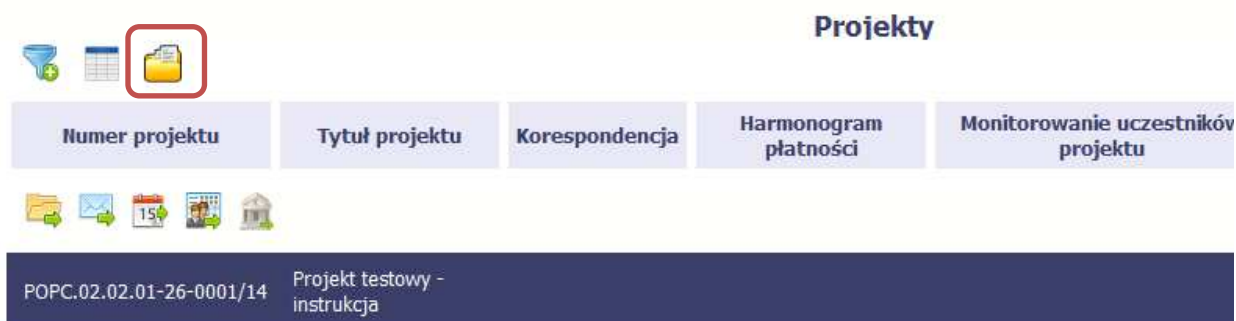 Projekty
Numer projektu
Tytuł projektu
Korespondencja
Harmonogram
płatności
Monitorowanie uczestników
projektu
15
POPC.02.02.01-26-0001/14
Projekt testowy -
instrukcja